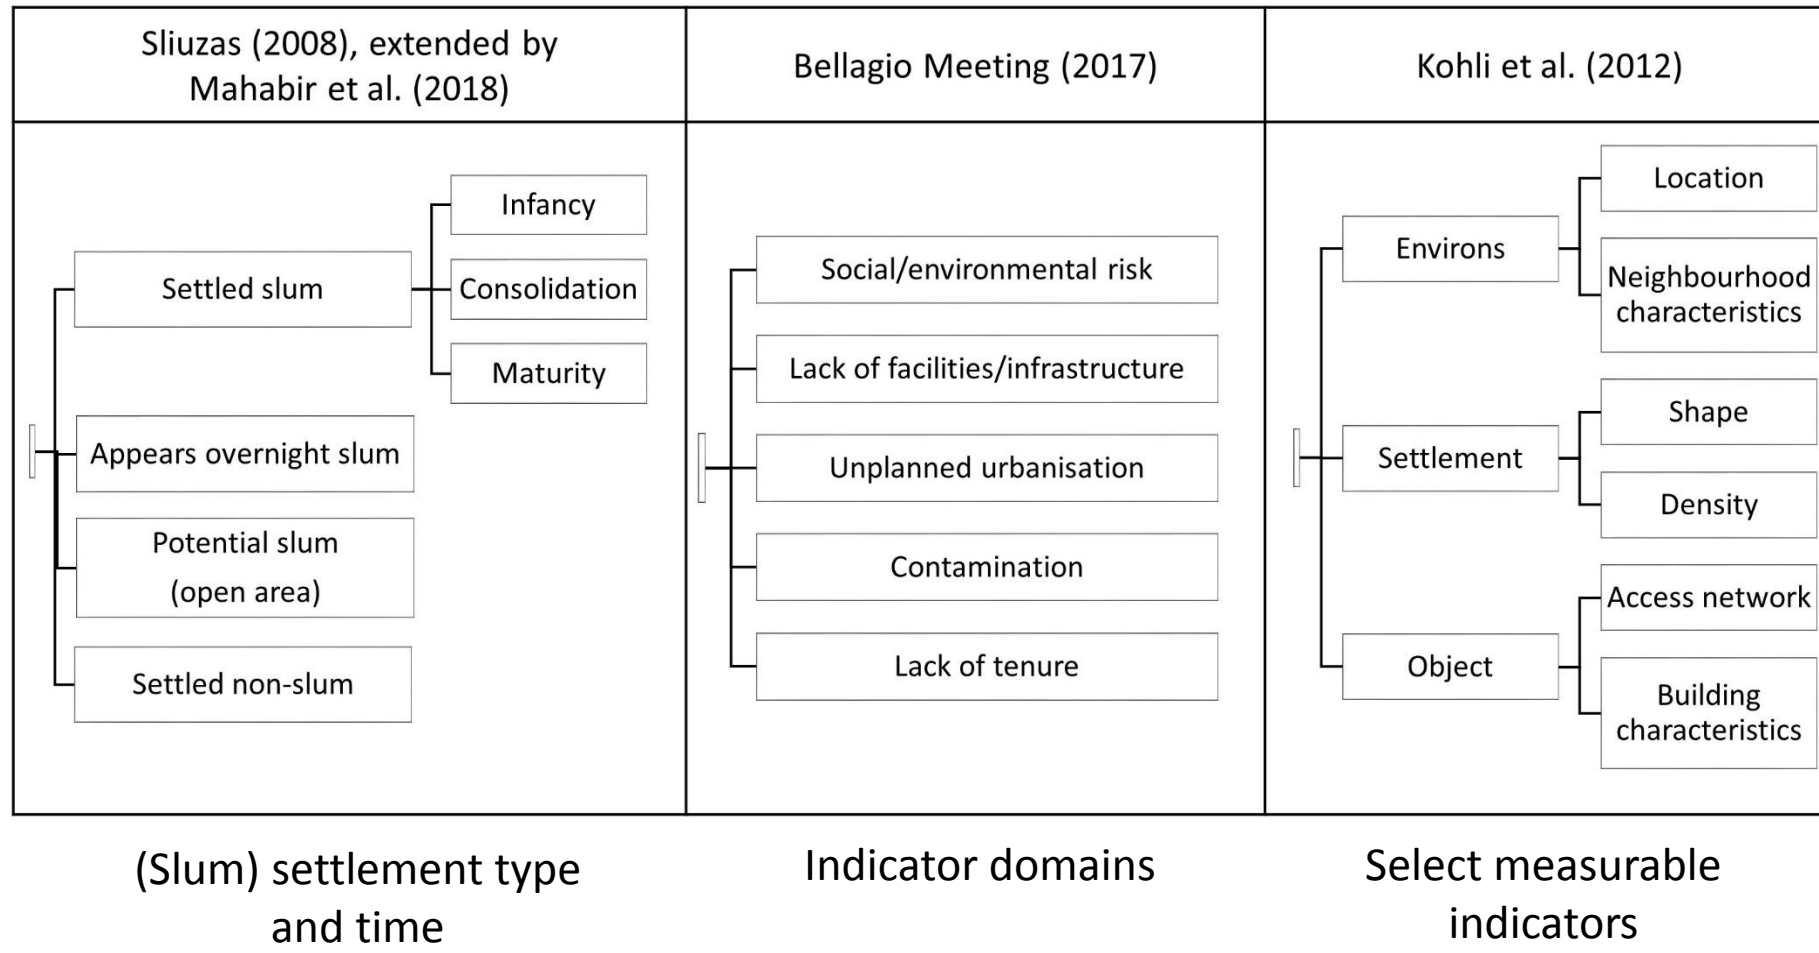 Sliuzas (2008), extended by
Mahabir et al. (2018)
Bellagio Meeting (2017)
Kohli et al. (2012)
Settled slum
Infancy
Consolidation
Maturity
Appears overnight slum
Potential slum
(open area)
Settled non-slum
Social/environmental risk
Lack of facilities/infrastructure
Unplanned urbanisation
Contamination
Lack of tenure
Environs
Location
Neighbourhood
characteristics
Settlement
Shape
Density
Object
Access network
Building
characteristics
(Slum) settlement type
and time
Indicator domains
Select measurable
indicators